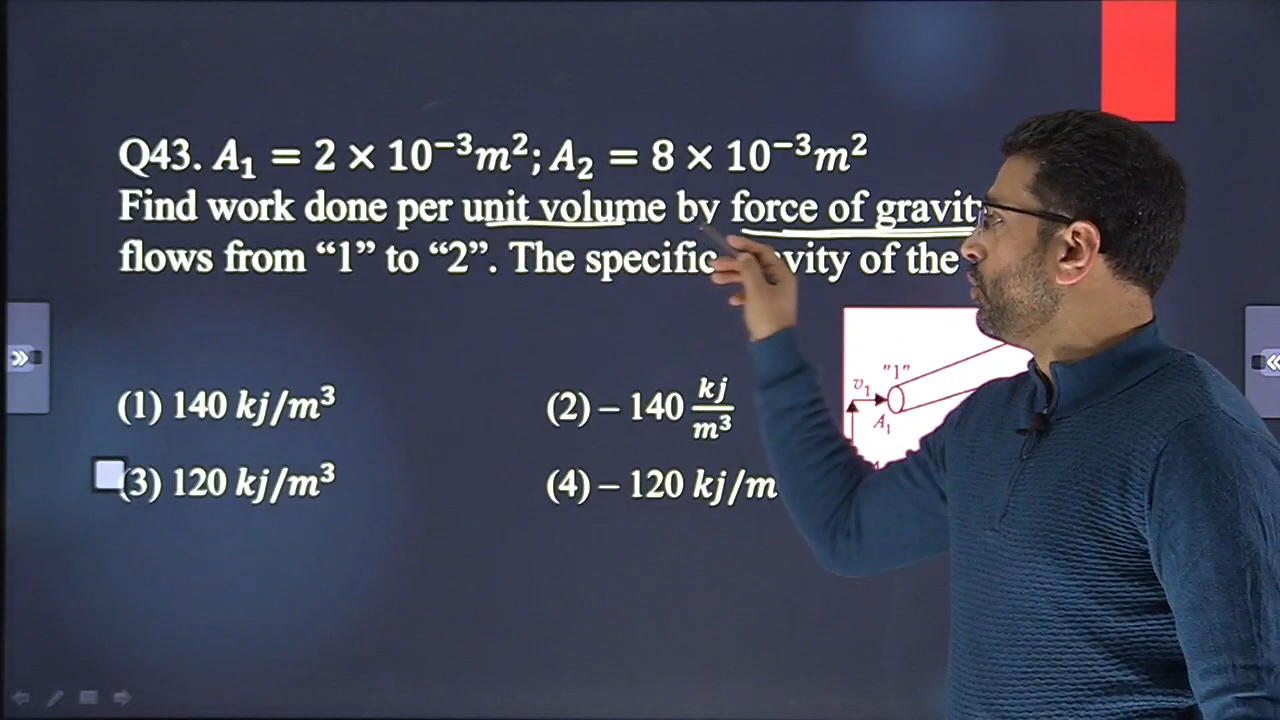 Q43. A₁ = 2 × 10⁻³m²; A₂ = 8 × 10⁻³m²
Find work done per unit volume by force of
flows from “1” to “2”. The specific of the
(1) 140 kj/m³
(2) – 140 kj/m³
(3) 120 kj/m³
(4) – 120 kj/m
"1"
v₁
A₁